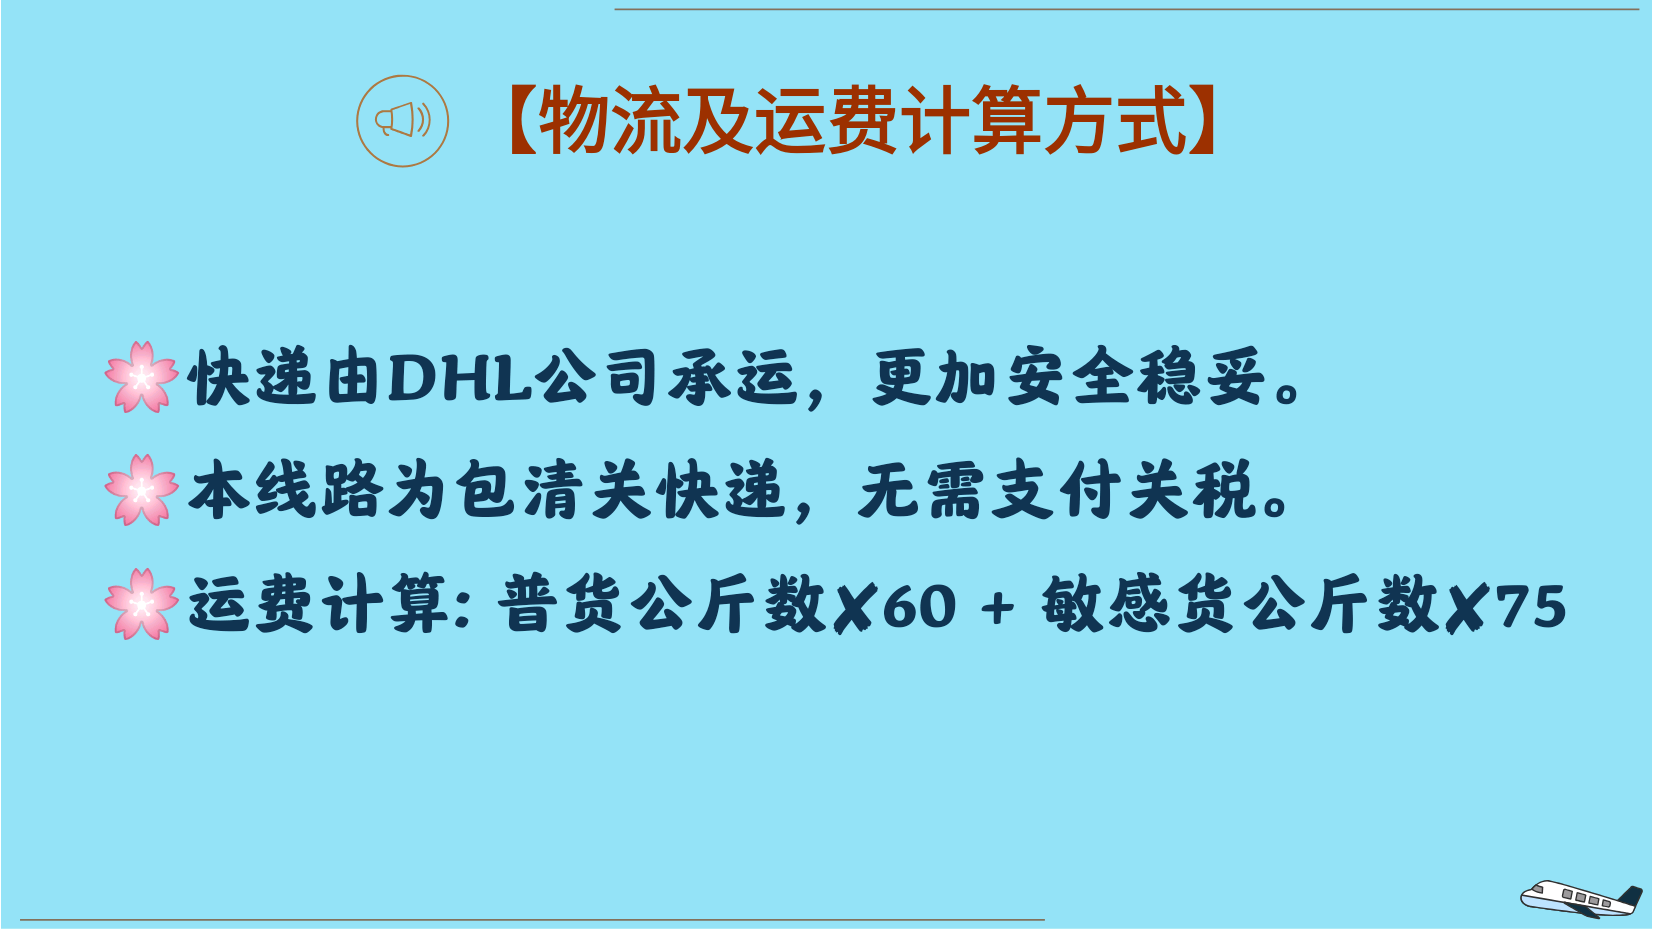 【物流及运费计算方式】
快递由DHL公司承运，更加安全稳妥。
本线路为包清关快递，无需支付关税。
运费计算: 普货公斤数✘60 + 敏感货公斤数✘75